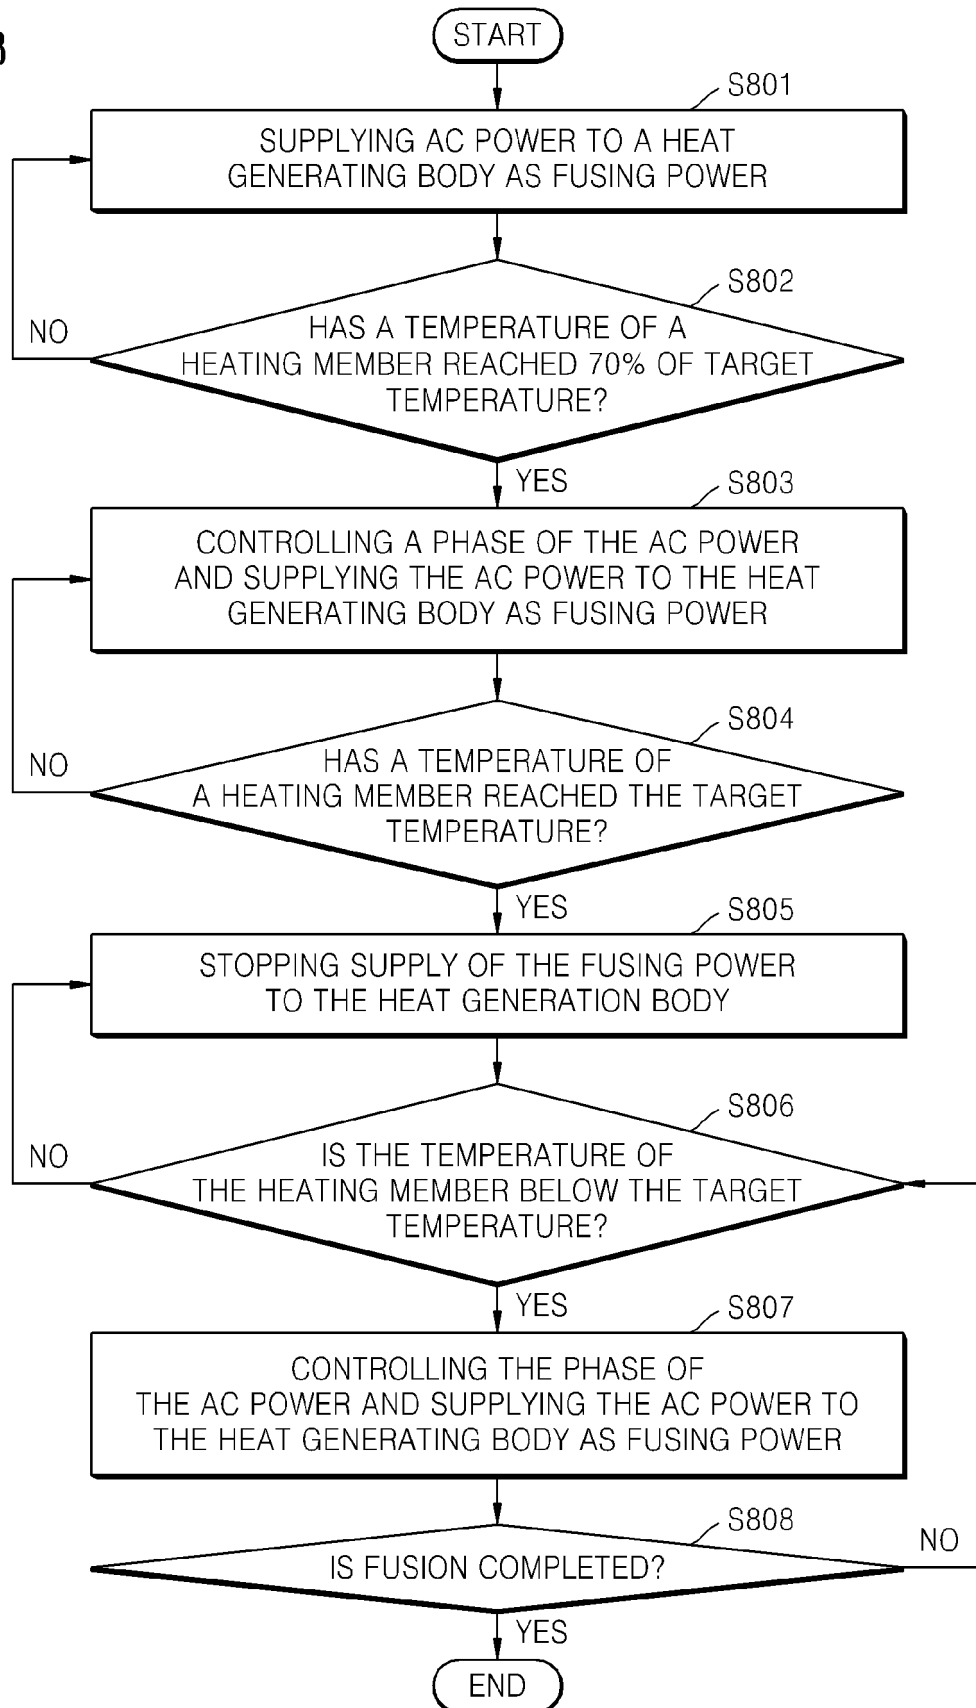 START
S801
SUPPLYING AC POWER TO A HEAT
GENERATING BODY AS FUSING POWER
S802
HAS A TEMPERATURE OF A
HEATING MEMBER REACHED 70% OF TARGET
TEMPERATURE?
NO
YES
S803
CONTROLLING A PHASE OF THE AC POWER
AND SUPPLYING THE AC POWER TO THE HEAT
GENERATING BODY AS FUSING POWER
S804
HAS A TEMPERATURE OF
A HEATING MEMBER REACHED THE TARGET
TEMPERATURE?
NO
YES
S805
STOPPING SUPPLY OF THE FUSING POWER
TO THE HEAT GENERATION BODY
S806
IS THE TEMPERATURE OF
THE HEATING MEMBER BELOW THE TARGET
TEMPERATURE?
NO
YES
S807
CONTROLLING THE PHASE OF
THE AC POWER AND SUPPLYING THE AC POWER TO
THE HEAT GENERATING BODY AS FUSING POWER
S808
IS FUSION COMPLETED?
NO
YES
END